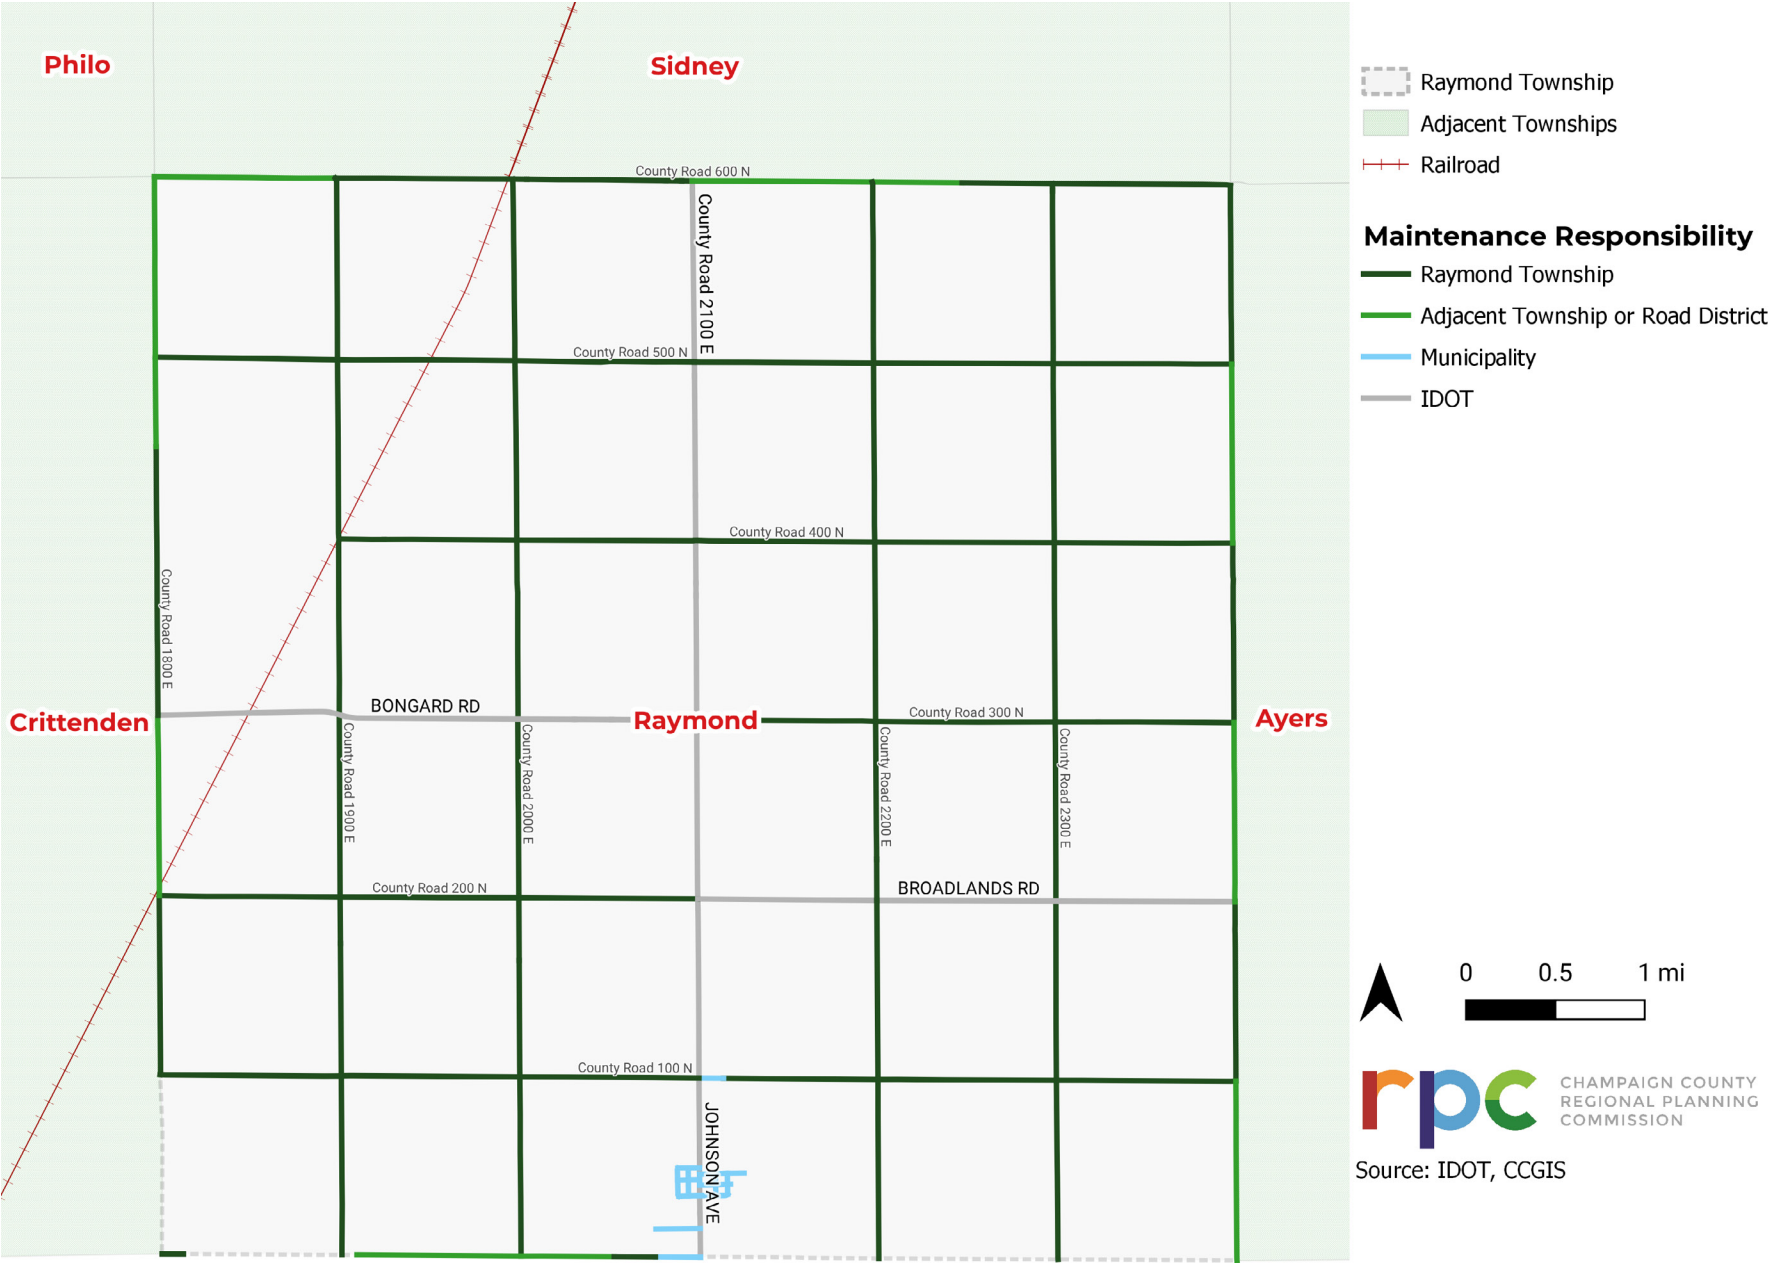 Philo
Sidney
County Road 600 N
County Road 2100 E
County Road 500 N
County Road 400 N
County Road 1800 E
BONGARD RD
Crittenden
Raymond
County Road 300 N
Ayers
County Road 1900 E
County Road 2000 E
County Road 2200 E
County Road 2300 E
County Road 200 N
BROADLANDS RD
County Road 100 N
JOHNSON AVE
Raymond Township
Adjacent Townships
Railroad
Maintenance Responsibility
Raymond Township
Adjacent Township or Road District
Municipality
IDOT
0 0.5 1 mi
rpc
CHAMPAIGN COUNTY
REGIONAL PLANNING
COMMISSION
Source: IDOT, CCGIS